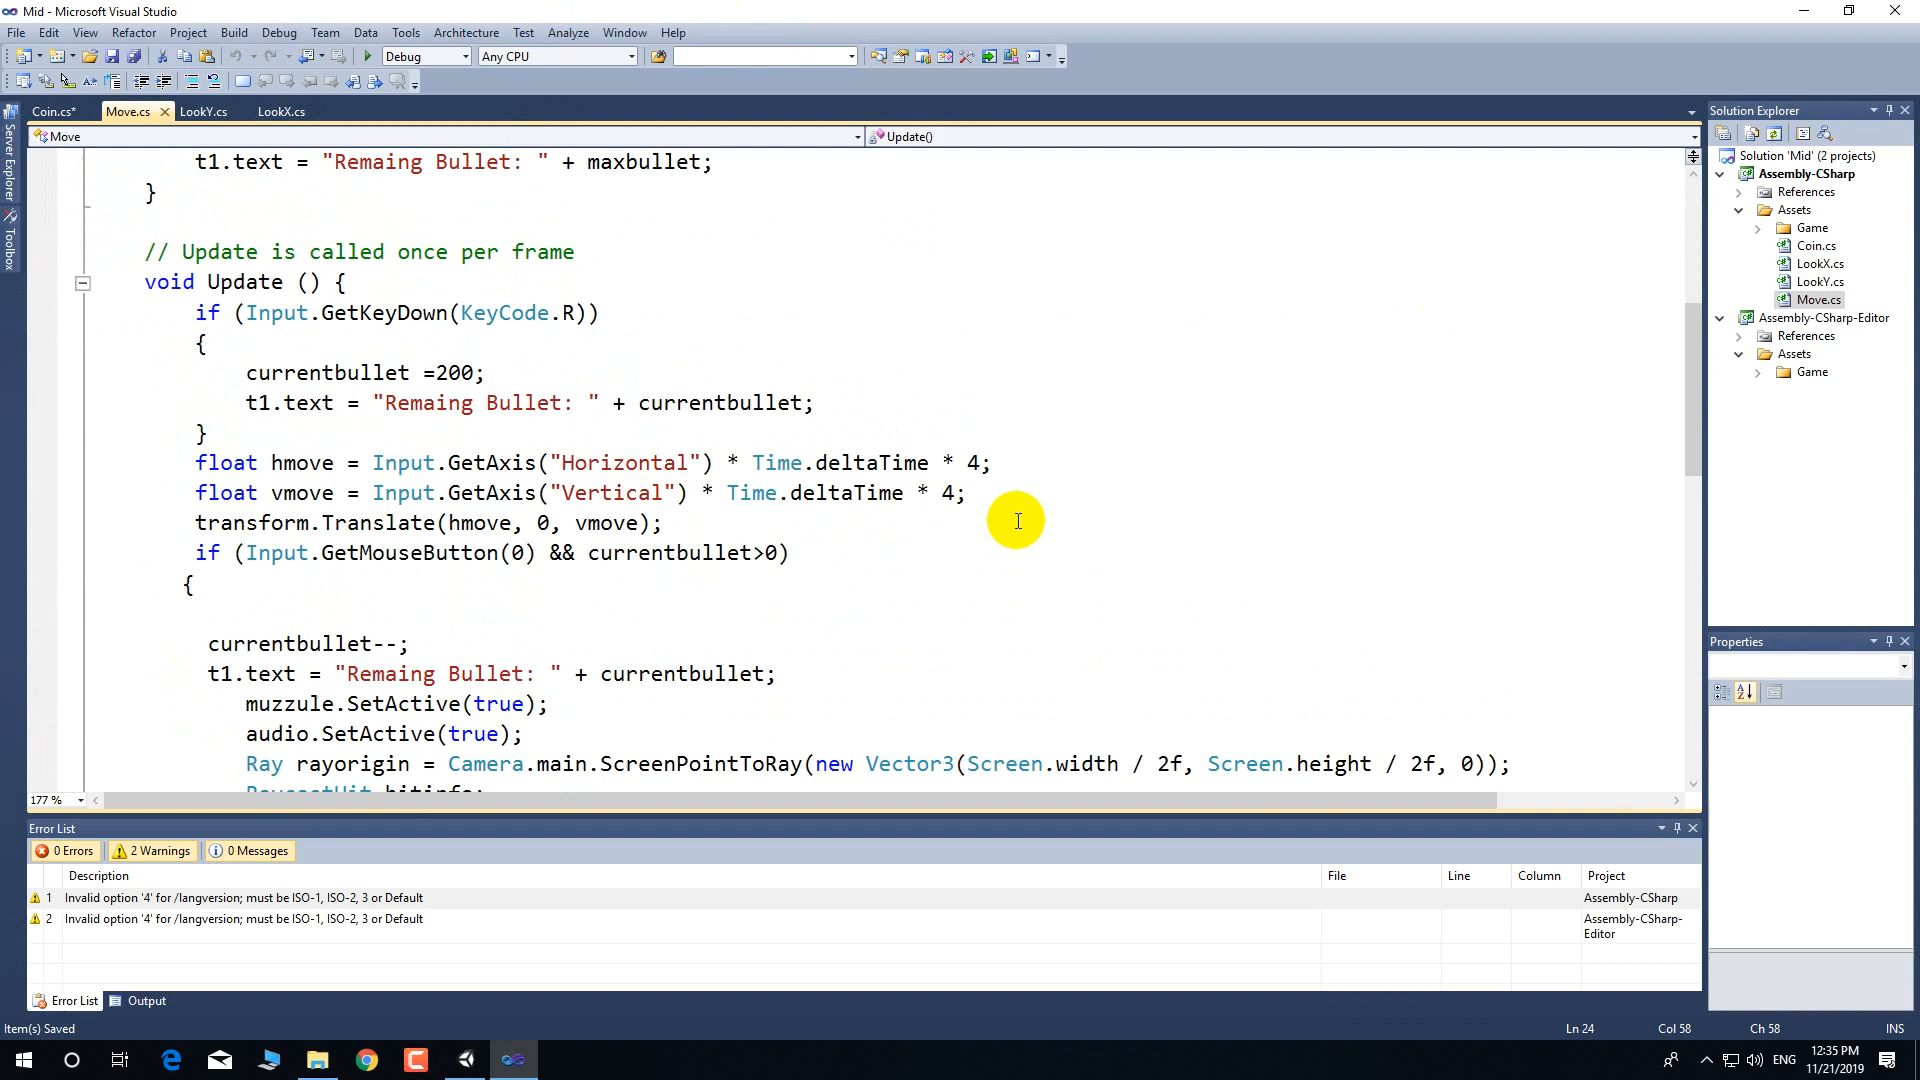 Mid - Microsoft Visual Studio
File Edit View Refactor Project Build Debug Team Data Tools Architecture Test Analyze Window Help
Debug Any CPU
Coin.cs* Move.cs LookY.cs LookX.cs
Move Update()
Server Explorer
Toolbox
t1.text = "Remaing Bullet: " + maxbullet;
}
// Update is called once per frame
void Update () {
if (Input.GetKeyDown(KeyCode.R))
{
currentbullet =200;
t1.text = "Remaing Bullet: " + currentbullet;
}
float hmove = Input.GetAxis("Horizontal") * Time.deltaTime * 4;
float vmove = Input.GetAxis("Vertical") * Time.deltaTime * 4;
transform.Translate(hmove, 0, vmove);
if (Input.GetMouseButton(0) && currentbullet>0)
{
currentbullet--;
t1.text = "Remaing Bullet: " + currentbullet;
muzzule.SetActive(true);
audio.SetActive(true);
Ray rayorigin = Camera.main.ScreenPointToRay(new Vector3(Screen.width / 2f, Screen.height / 2f, 0));
RaycastHit hitinfo;
177 %
Solution Explorer
Solution 'Mid' (2 projects)
Assembly-CSharp
References
Assets
Game
Coin.cs
LookX.cs
LookY.cs
Move.cs
Assembly-CSharp-Editor
References
Assets
Game
Properties
Error List
0 Errors 2 Warnings 0 Messages
Description File Line Column Project
1 Invalid option '4' for /langversion; must be ISO-1, ISO-2, 3 or Default Assembly-CSharp
2 Invalid option '4' for /langversion; must be ISO-1, ISO-2, 3 or Default Assembly-CSharp-
Editor
Error List Output
Item(s) Saved Ln 24 Col 58 Ch 58 INS
ENG 12:35 PM
11/21/2019